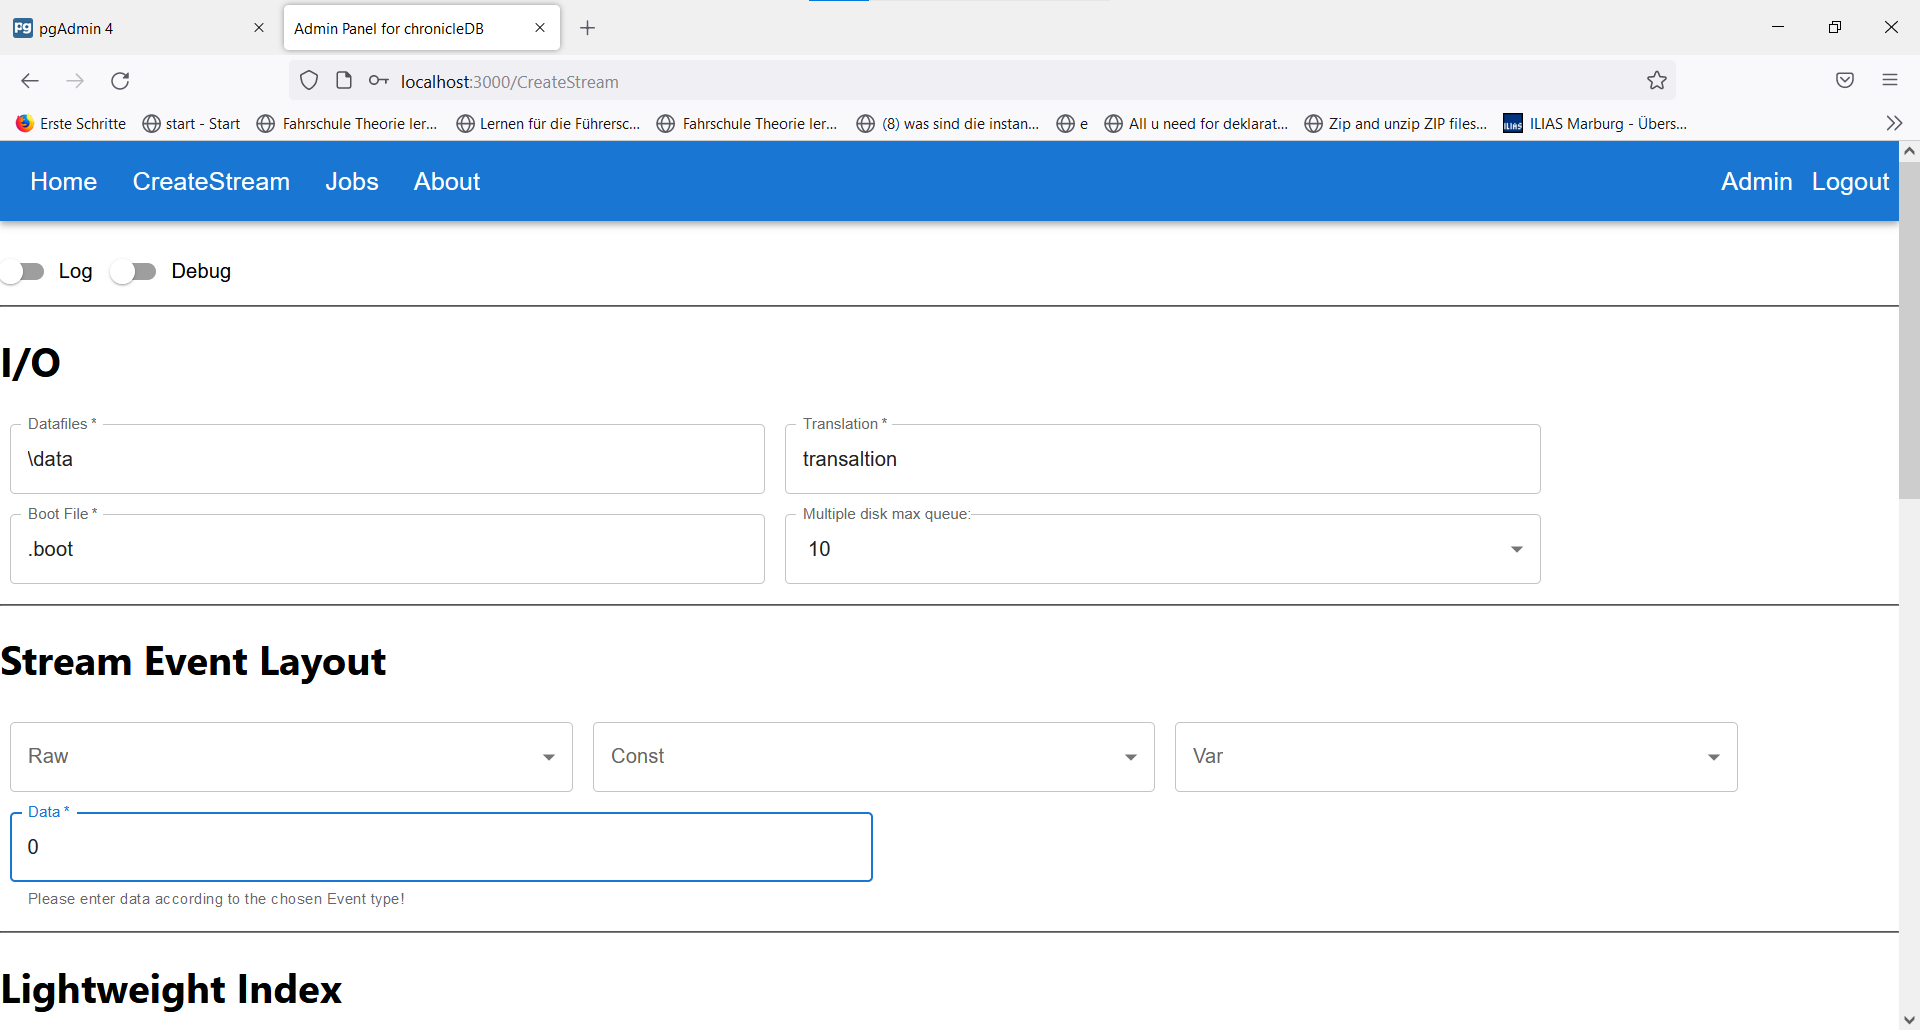 pgAdmin 4
Admin Panel for chronicleDB
localhost:3000/CreateStream
Erste Schritte
start - Start
Fahrschule Theorie ler...
Lernen für die Führersc...
Fahrschule Theorie ler...
(8) was sind die instan...
e
All u need for deklarat...
Zip and unzip ZIP files...
ILIAS
ILIAS Marburg - Übers...
Home CreateStream Jobs About Admin Logout
Log Debug
I/O
Datafiles *
\data
Translation *
transaltion
Boot File *
.boot
Multiple disk max queue:
10
Stream Event Layout
Raw Const Var
Data *
0
Please enter data according to the chosen Event type!
Lightweight Index